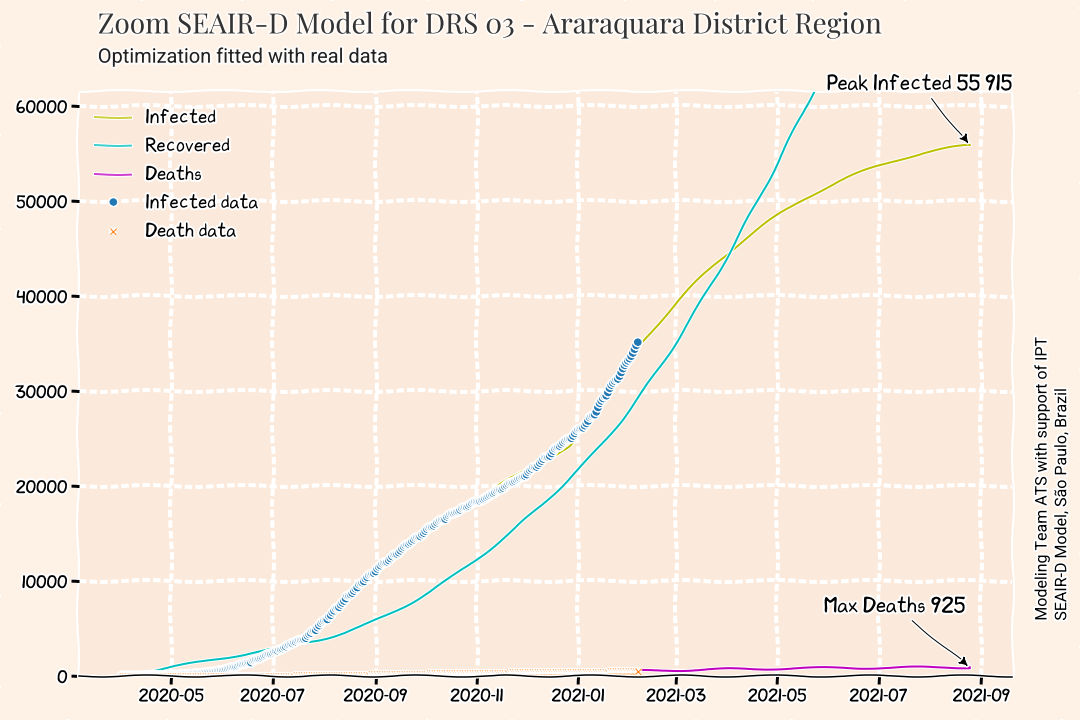 Zoom SEAIR-D Model for DRS 03 - Araraquara District Region
Optimization fitted with real data
Peak Infected 55 915
Infected
Recovered
Deaths
Infected data
Death data
60000
50000
40000
30000
20000
10000
0
Max Deaths 925
2020-05
2020-07
2020-09
2020-11
2021-01
2021-03
2021-05
2021-07
2021-09
Modeling Team ATS with support of IPT
SEAIR-D Model, São Paulo, Brazil